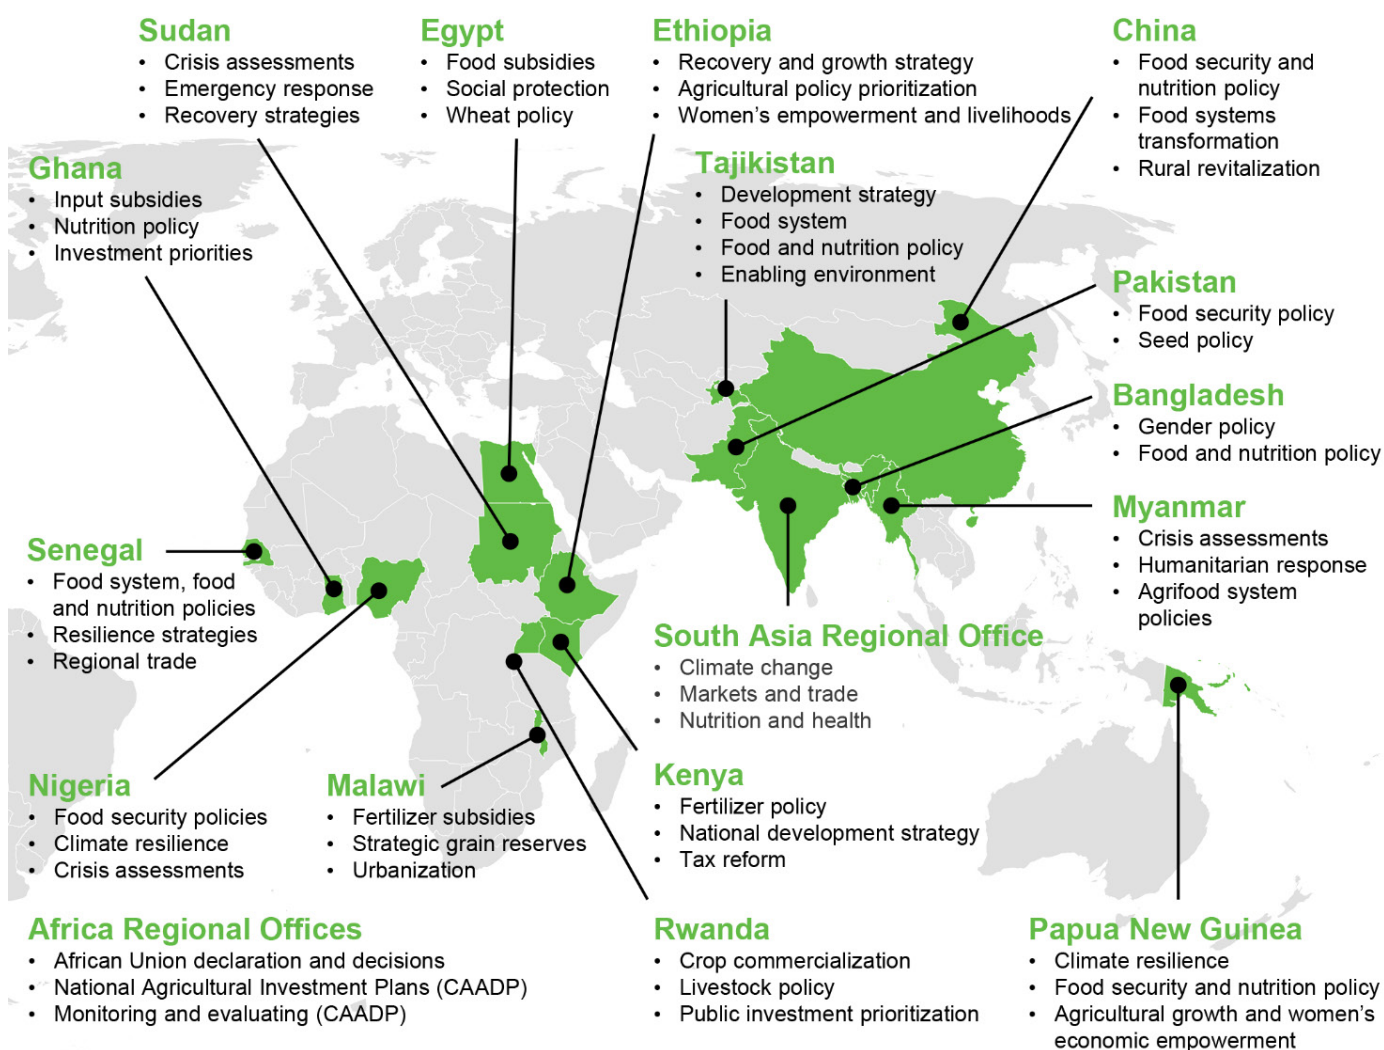 Sudan
• Crisis assessments
• Emergency response
• Recovery strategies
Egypt
• Food subsidies
• Social protection
• Wheat policy
Ethiopia
• Recovery and growth strategy
• Agricultural policy prioritization
• Women’s empowerment and livelihoods
China
• Food security and
nutrition policy
• Food systems
transformation
• Rural revitalization
Ghana
• Input subsidies
• Nutrition policy
• Investment priorities
Tajikistan
• Development strategy
• Food system
• Food and nutrition policy
• Enabling environment
Pakistan
• Food security policy
• Seed policy
Bangladesh
• Gender policy
• Food and nutrition policy
Myanmar
• Crisis assessments
• Humanitarian response
• Agrifood system
policies
Senegal
• Food system, food
and nutrition policies
• Resilience strategies
• Regional trade
South Asia Regional Office
• Climate change
• Markets and trade
• Nutrition and health
Nigeria
• Food security policies
• Climate resilience
• Crisis assessments
Malawi
• Fertilizer subsidies
• Strategic grain reserves
• Urbanization
Kenya
• Fertilizer policy
• National development strategy
• Tax reform
Africa Regional Offices
• African Union declaration and decisions
• National Agricultural Investment Plans (CAADP)
• Monitoring and evaluating (CAADP)
Rwanda
• Crop commercialization
• Livestock policy
• Public investment prioritization
Papua New Guinea
• Climate resilience
• Food security and nutrition policy
• Agricultural growth and women’s
economic empowerment